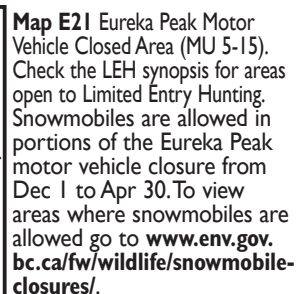 Map E21 Eureka Peak Motor
Vehicle Closed Area (MU 5-15).
Check the LEH synopsis for areas
open to Limited Entry Hunting.
Snowmobiles are allowed in
portions of the Eureka Peak
motor vehicle closure from
Dec 1 to Apr 30. To view
areas where snowmobiles are
allowed go to www.env.gov.
bc.ca/fw/wildlife/snowmobile-
closures/.